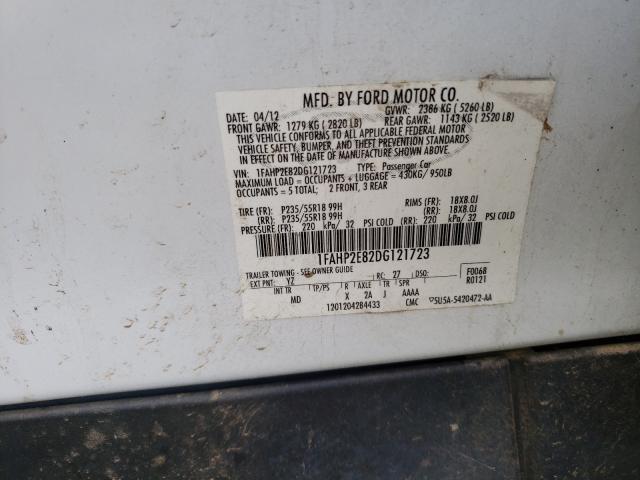 MFD. BY FORD MOTOR CO.
DATE: 04/12 GVWR: 2386 KG ( 5260 LB)
FRONT GAWR: 1279 KG ( 2820 LB) REAR GAWR: 1143 KG ( 2520 LB)
THIS VEHICLE CONFORMS TO ALL APPLICABLE FEDERAL MOTOR
VEHICLE SAFETY, BUMPER, AND THEFT PREVENTION STANDARDS
IN EFFECT ON THE DATE OF MANUFACTURE SHOWN ABOVE.
VIN: 1FAHP2E82DG121723 TYPE: Passenger Car
MAXIMUM LOAD = OCCUPANTS + LUGGAGE = 430KG/ 950LB
OCCUPANTS = 5 TOTAL; 2 FRONT, 3 REAR
TIRE (FR): P235/55R18 99H RIMS (FR): 18X8.0J
(RR): P235/55R18 99H (RR): 18X8.0J
PRESSURE (FR): 220 kPa/ 32 PSI COLD (RR): 220 kPa/ 32 PSI COLD
1FAHP2E82DG121723
TRAILER TOWING - SEE OWNER GUIDE
EXT PNT: YZ RC: 27 DSO: F0068
INT TR TP/PS R AXLE TR SPR R0121
MD X 2A J AAAA
1201204284433 CMC 5U5A-5420472-AA